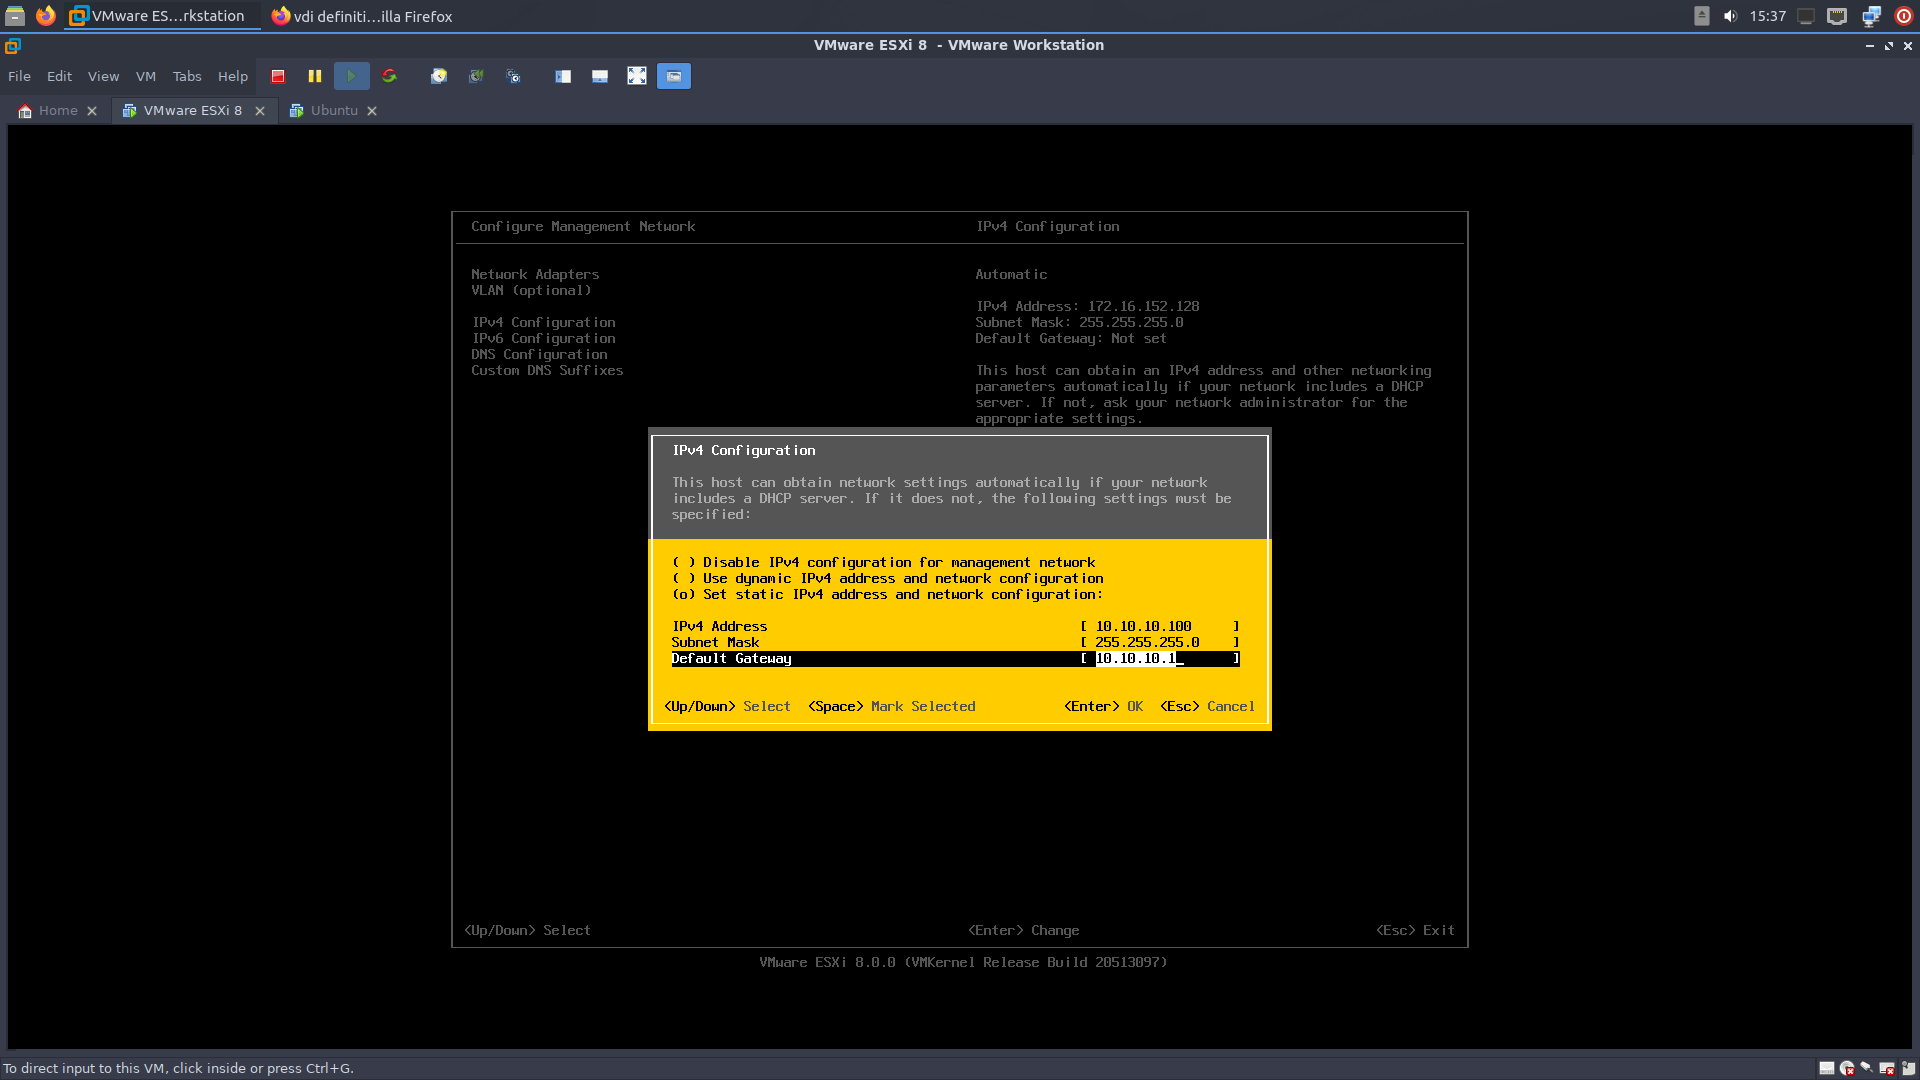 VMware ES...rkstation
vdi definiti...illa Firefox
15:37
VMware ESXi 8 - VMware Workstation
File Edit View VM Tabs Help
Home
VMware ESXi 8
Ubuntu
Configure Management Network
IPv4 Configuration
Network Adapters
VLAN (optional)
IPv4 Configuration
IPv6 Configuration
DNS Configuration
Custom DNS Suffixes
Automatic
IPv4 Address: 172.16.152.128
Subnet Mask: 255.255.255.0
Default Gateway: Not set
This host can obtain an IPv4 address and other networking
parameters automatically if your network includes a DHCP
server. If not, ask your network administrator for the
appropriate settings.
IPv4 Configuration
This host can obtain network settings automatically if your network
includes a DHCP server. If it does not, the following settings must be
specified:
( ) Disable IPv4 configuration for management network
( ) Use dynamic IPv4 address and network configuration
(o) Set static IPv4 address and network configuration:
IPv4 Address [ 10.10.10.100 ]
Subnet Mask [ 255.255.255.0 ]
Default Gateway [ 10.10.10.1_ ]
<Up/Down> Select <Space> Mark Selected <Enter> OK <Esc> Cancel
<Up/Down> Select <Enter> Change <Esc> Exit
VMware ESXi 8.0.0 (VMKernel Release Build 20513097)
To direct input to this VM, click inside or press Ctrl+G.